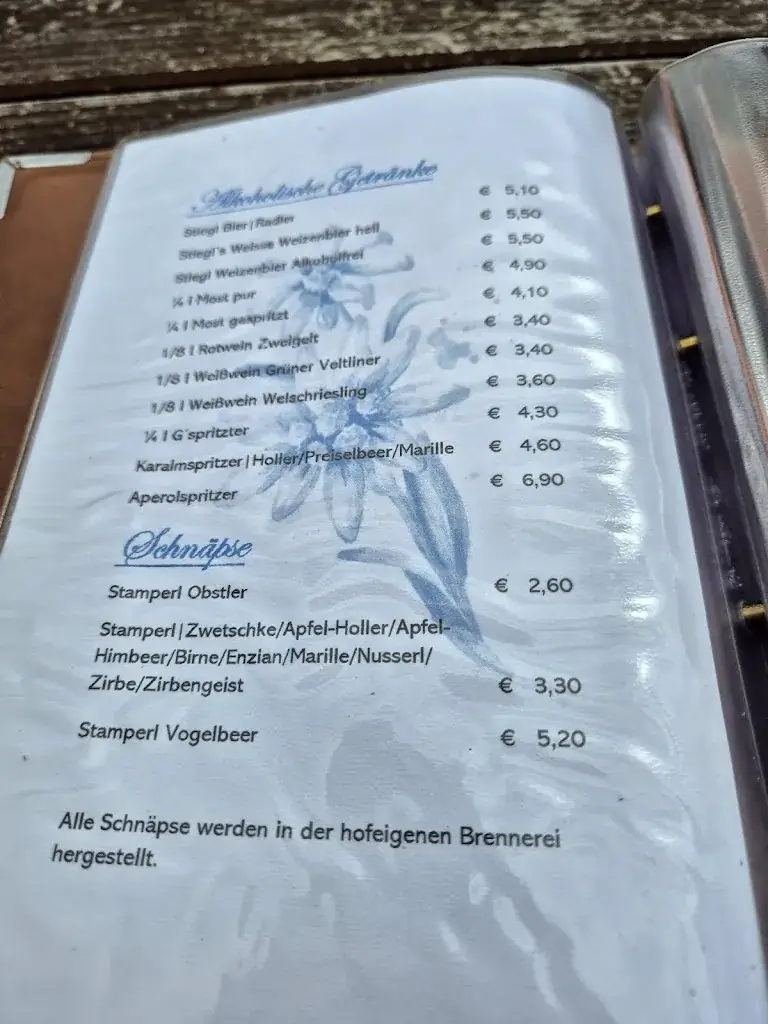 Alkoholische Getränke
Stiegl Bier|Radler € 5,10
Stiegl's Weisse Weizenbier hell € 5,50
Stiegl Weizenbier Alkoholfrei € 5,50
¼ l Most pur € 4,90
¼ l Most gespritzt € 4,10
1/8 l Rotwein Zweigelt € 3,40
1/8 l Weißwein Grüner Veltliner € 3,40
1/8 l Weißwein Welschriesling € 3,60
¼ l G´spritzter € 4,30
Karalmspritzer|Holler/Preiselbeer/Marille € 4,60
Aperolspritzer € 6,90
Schnäpse
Stamperl Obstler € 2,60
Stamperl|Zwetschke/Apfel-Holler/Apfel-
Himbeer/Birne/Enzian/Marille/Nusserl/
Zirbe/Zirbengeist € 3,30
Stamperl Vogelbeer € 5,20
Alle Schnäpse werden in der hofeigenen Brennerei
hergestellt.